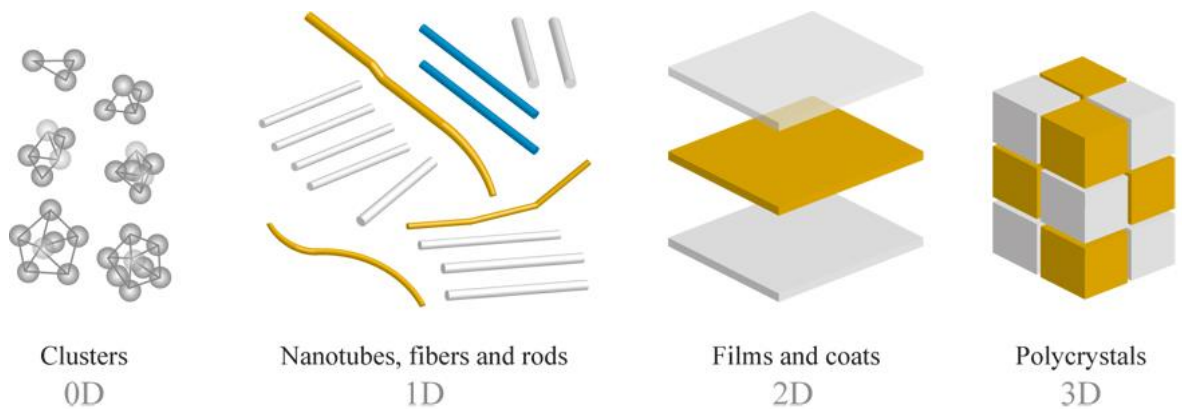 Clusters
0D
Nanotubes, fibers and rods
1D
Films and coats
2D
Polycrystals
3D